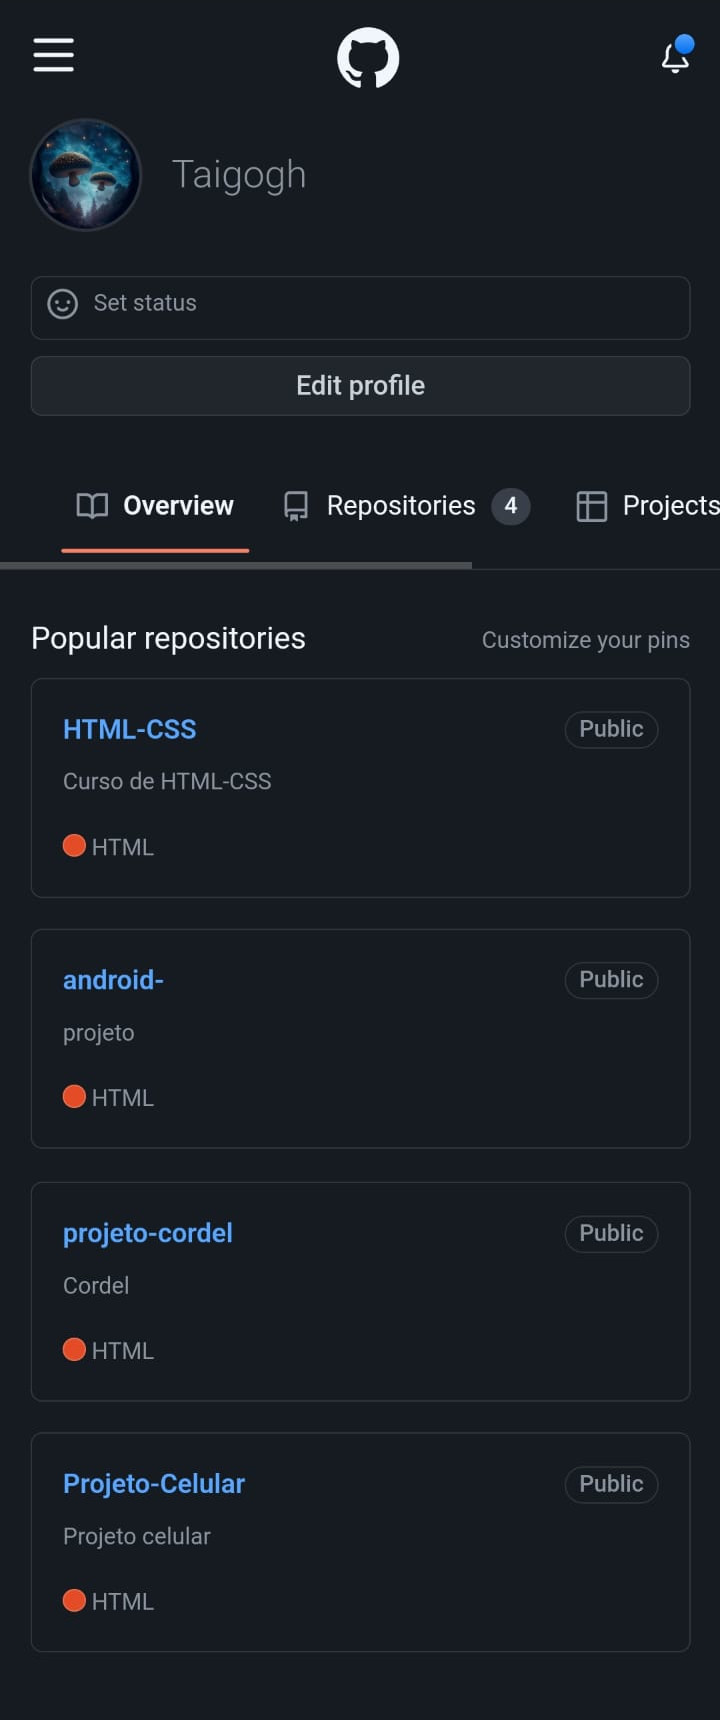 Taigogh
Set status
Edit profile
Overview Repositories 4 Projects
Popular repositories Customize your pins
HTML-CSS Public
Curso de HTML-CSS
HTML
android- Public
projeto
HTML
projeto-cordel Public
Cordel
HTML
Projeto-Celular Public
Projeto celular
HTML